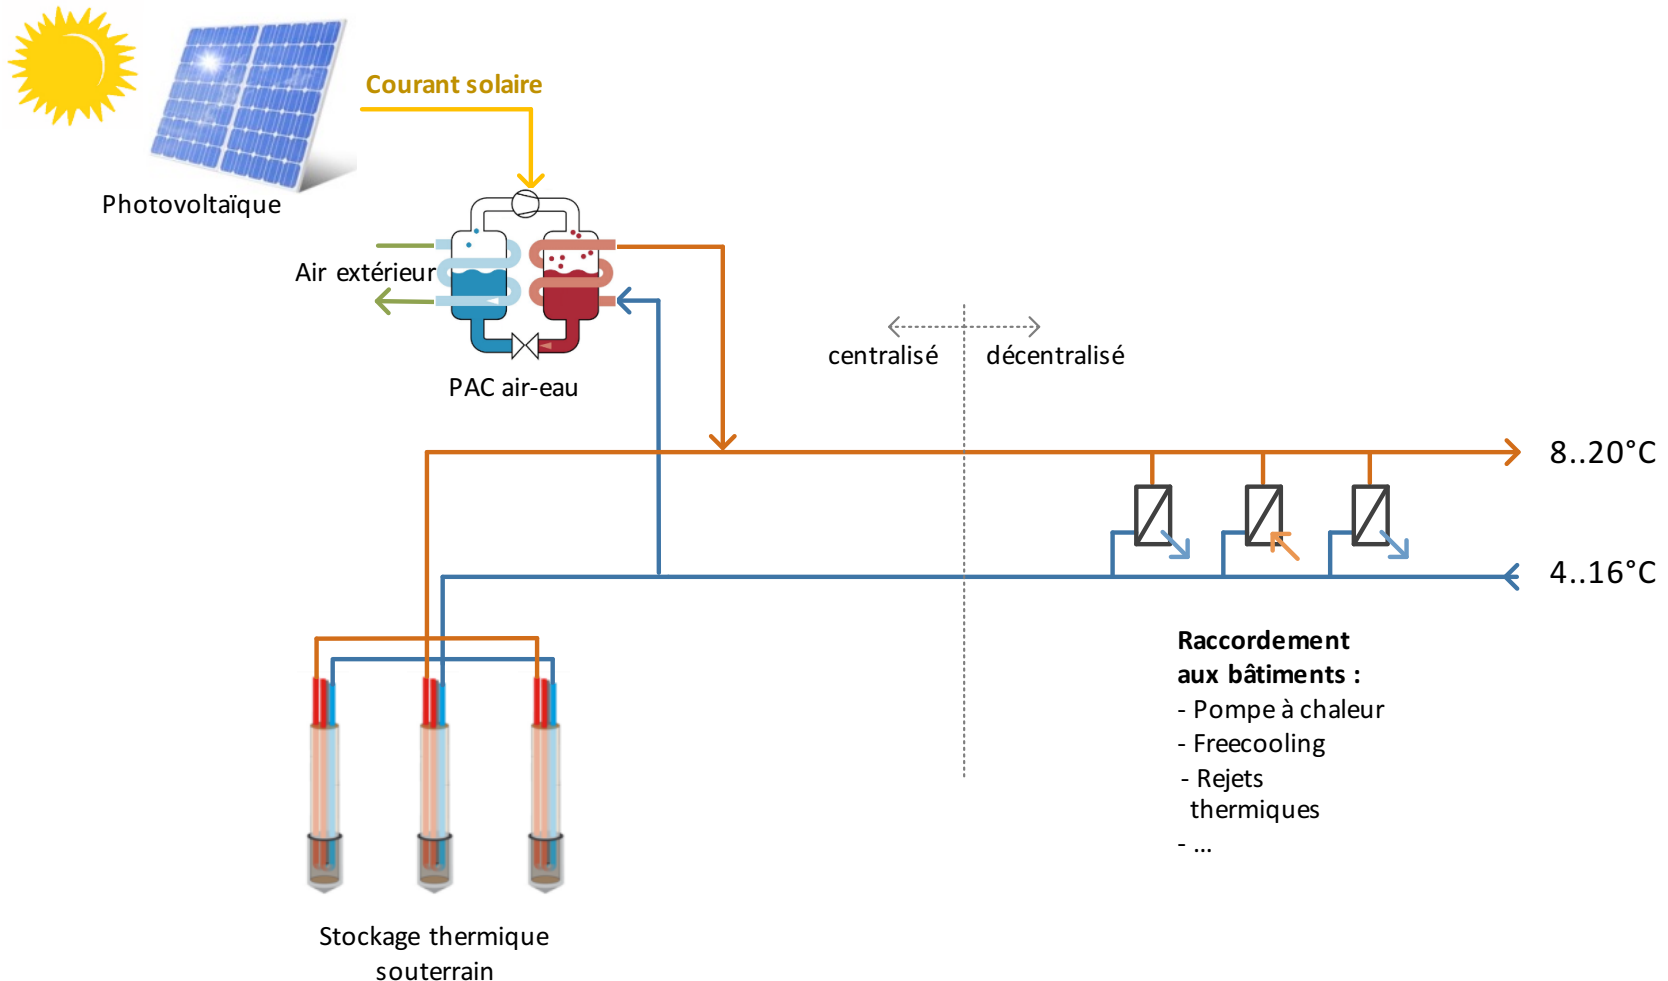 Courant solaire
Photovoltaïque
Air extérieur
PAC air-eau
centralisé
décentralisé
8..20°C
4..16°C
Raccordement
aux bâtiments :
- Pompe à chaleur
- Freecooling
- Rejets
thermiques
- ...
Stockage thermique
souterrain